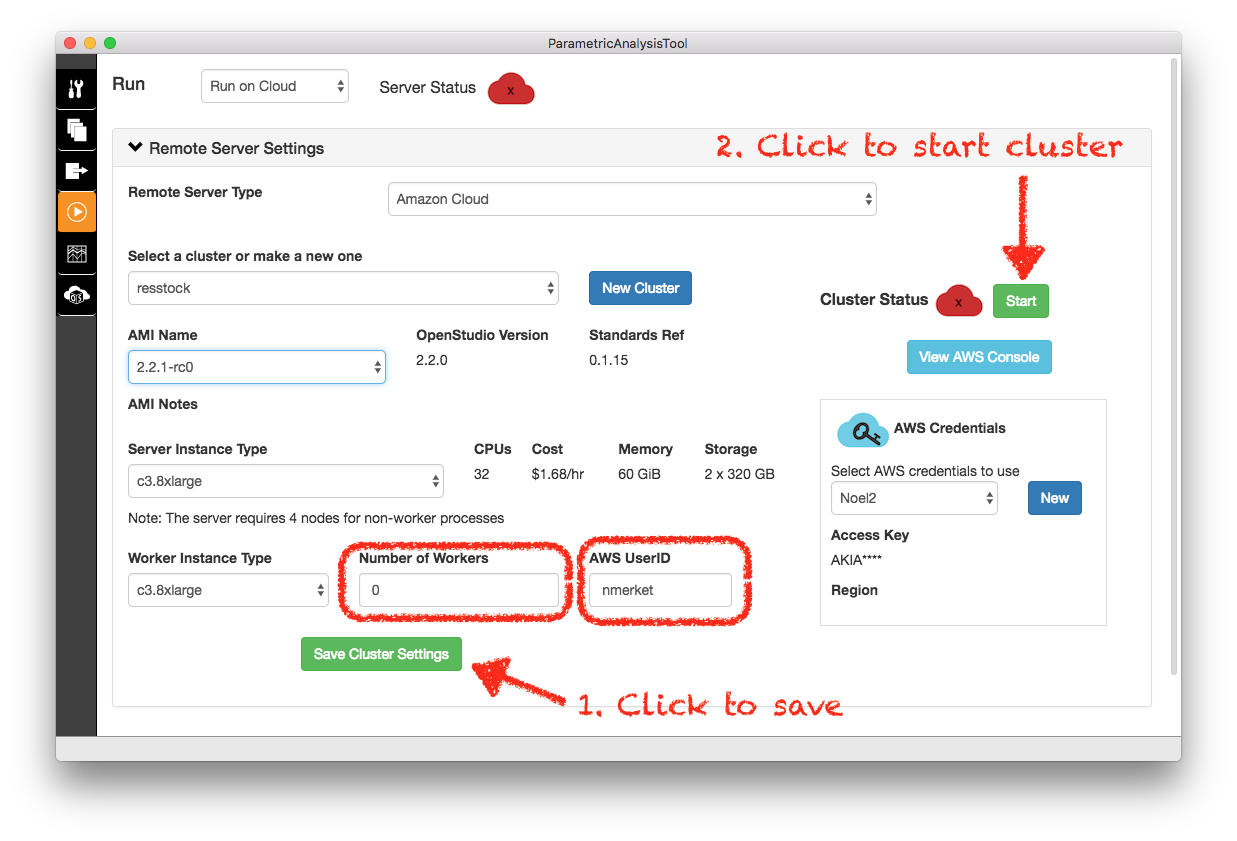 ParametricAnalysisTool
Run
Run on Cloud
Server Status
x
Remote Server Settings
2. Click to start cluster
Remote Server Type
Amazon Cloud
Select a cluster or make a new one
resstock
New Cluster
Cluster Status
x
Start
AMI Name
OpenStudio Version
Standards Ref
2.2.1-rc0
2.2.0
0.1.15
View AWS Console
AMI Notes
AWS Credentials
Server Instance Type
CPUs
Cost
Memory
Storage
c3.8xlarge
32
$1.68/hr
60 GiB
2 x 320 GB
Select AWS credentials to use
Noel2
New
Note: The server requires 4 nodes for non-worker processes
Access Key
AKIA****
Region
Worker Instance Type
Number of Workers
AWS UserID
c3.8xlarge
0
nmerket
Save Cluster Settings
1. Click to save